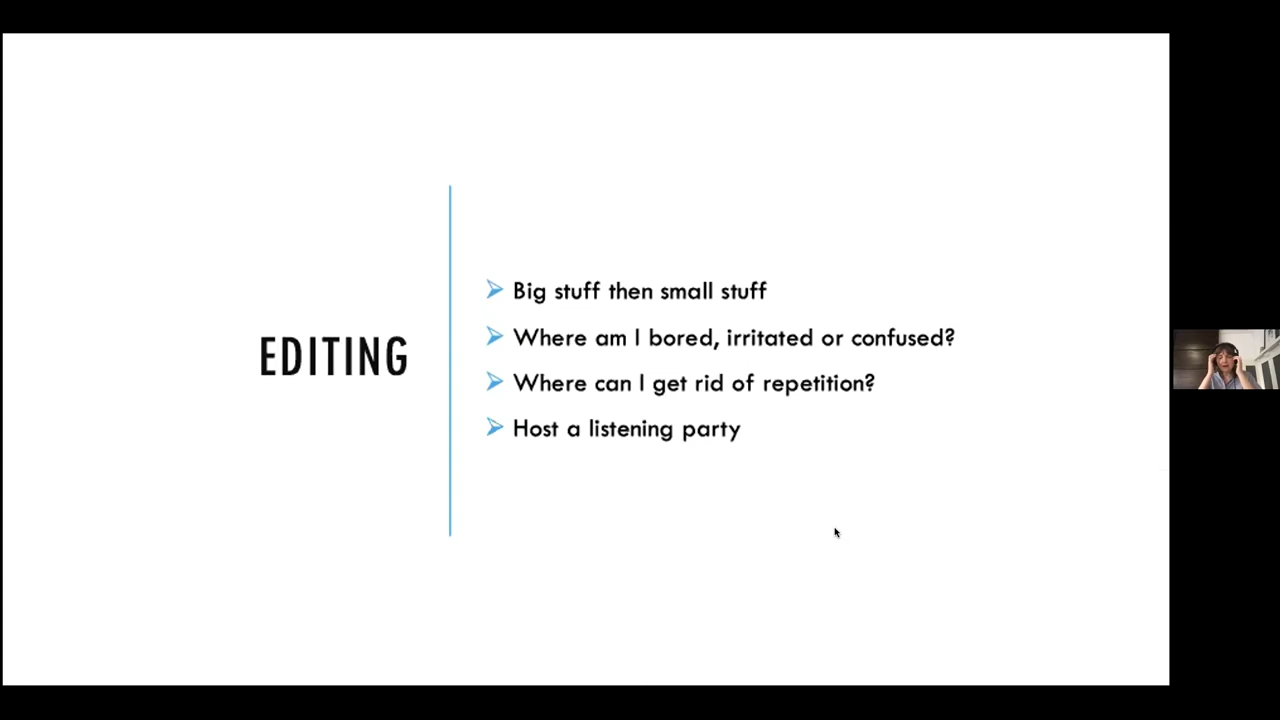 EDITING
Big stuff then small stuff
Where am I bored, irritated or confused?
Where can I get rid of repetition?
Host a listening party